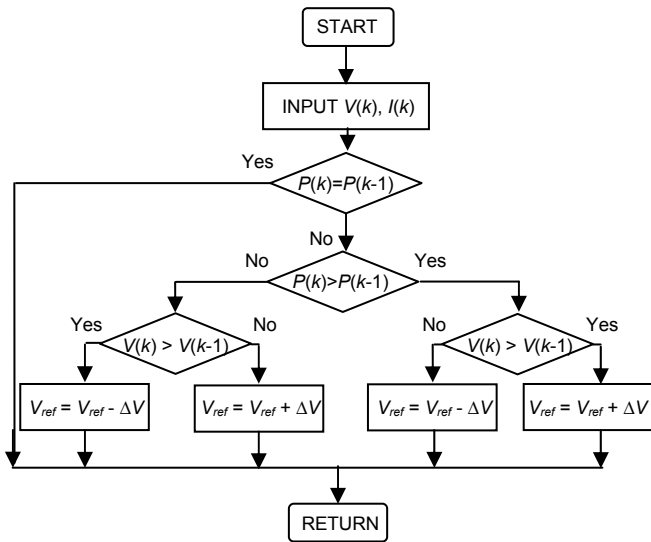 START
INPUT V(k), I(k)
Yes
P(k)=P(k-1)
No
No
P(k)>P(k-1)
Yes
Yes
V(k) > V(k-1)
No
No
V(k) > V(k-1)
Yes
Vref = Vref - ΔV
Vref = Vref + ΔV
Vref = Vref - ΔV
Vref = Vref + ΔV
RETURN